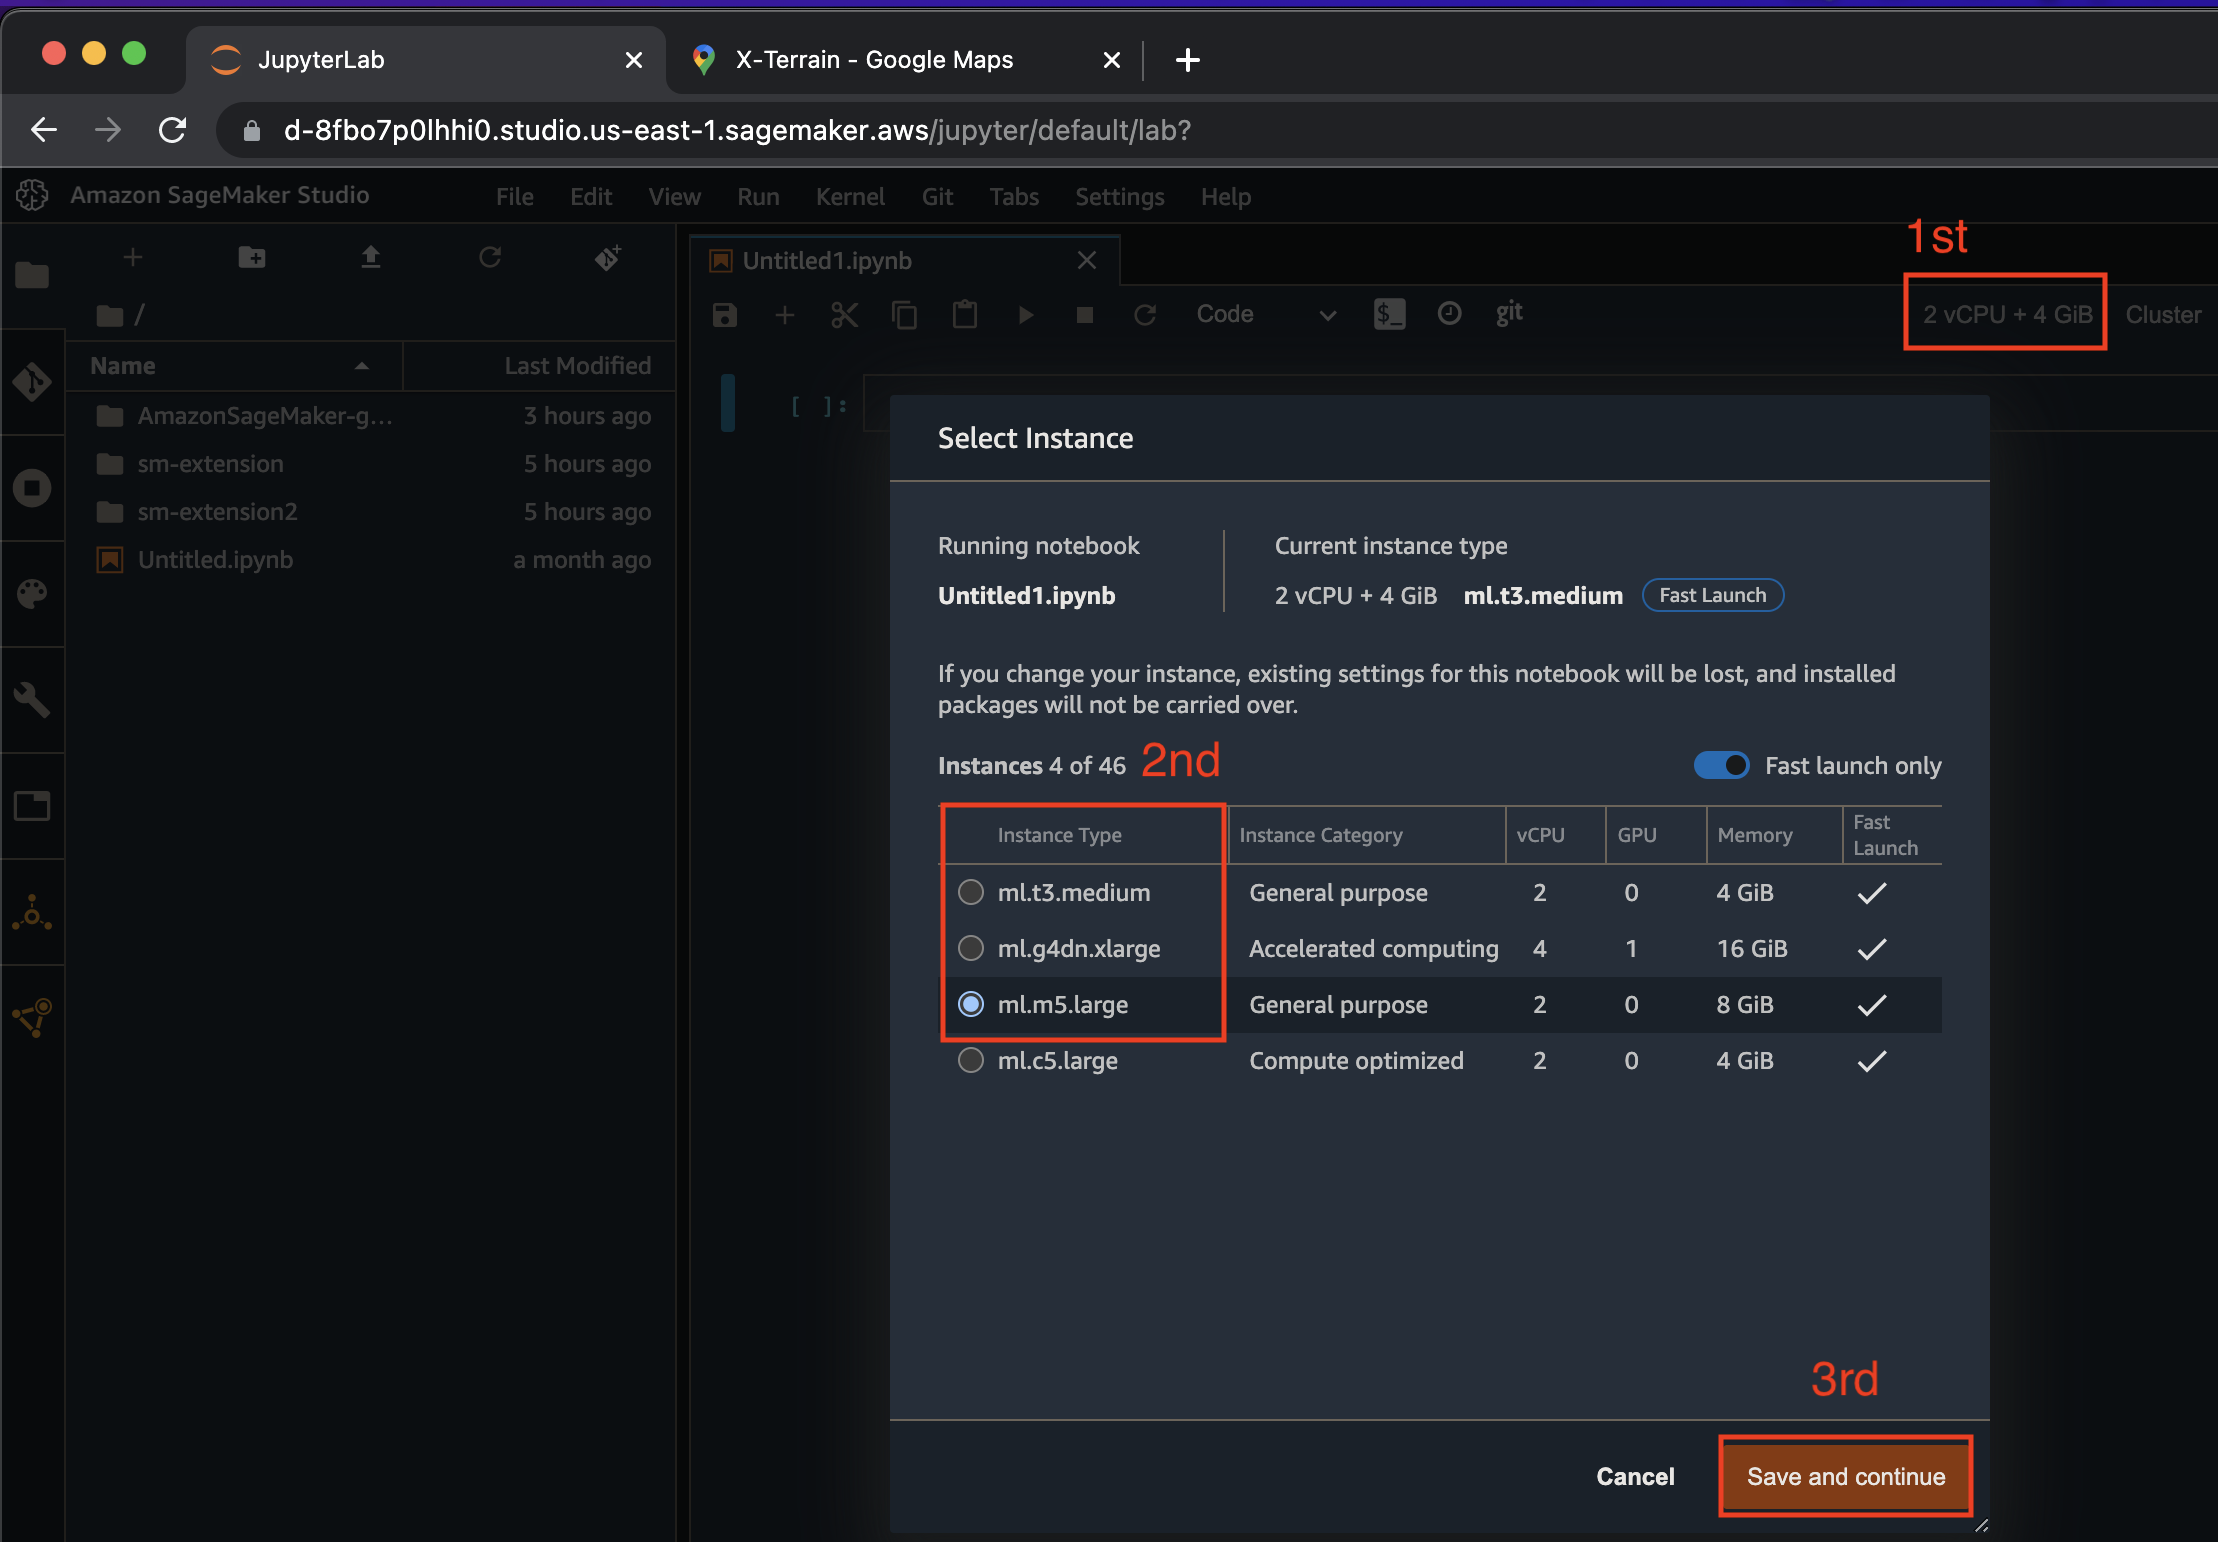 JupyterLab
X-Terrain - Google Maps
d-8fbo7p0lhhi0.studio.us-east-1.sagemaker.aws/jupyter/default/lab?
Amazon SageMaker Studio File Edit View Run Kernel Git Tabs Settings Help
1st
Untitled1.ipynb
/
Code
$_
git
2 vCPU + 4 GiB Cluster
Name Last Modified
AmazonSageMaker-g... 3 hours ago
sm-extension 5 hours ago
sm-extension2 5 hours ago
Untitled.ipynb a month ago
[ ]:
Select Instance
Running notebook
Untitled1.ipynb
Current instance type
2 vCPU + 4 GiB ml.t3.medium Fast Launch
If you change your instance, existing settings for this notebook will be lost, and installed
packages will not be carried over.
Instances 4 of 46 2nd Fast launch only
Instance Type Instance Category vCPU GPU Memory Fast Launch
ml.t3.medium General purpose 2 0 4 GiB
ml.g4dn.xlarge Accelerated computing 4 1 16 GiB
ml.m5.large General purpose 2 0 8 GiB
ml.c5.large Compute optimized 2 0 4 GiB
3rd
Cancel Save and continue